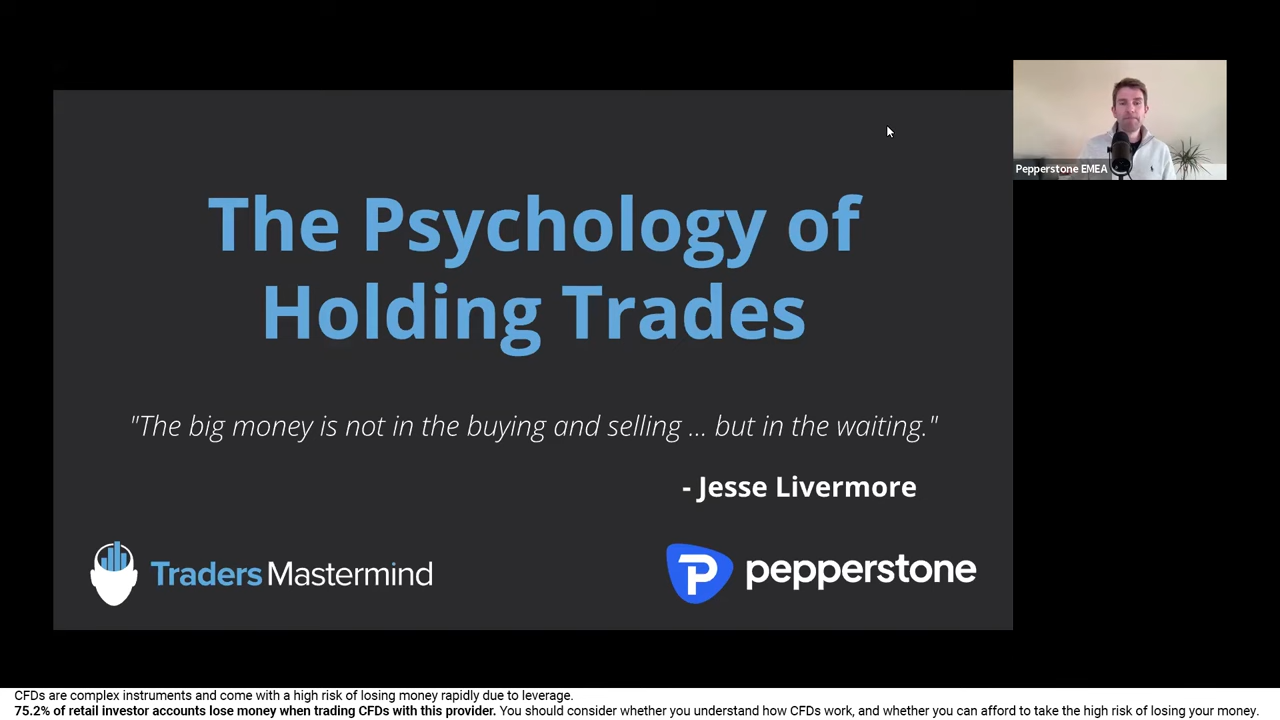 The Psychology of
Holding Trades
"The big money is not in the buying and selling ... but in the waiting."
- Jesse Livermore
TradersMastermind
pepperstone
Pepperstone EMEA
CFDs are complex instruments and come with a high risk of losing money rapidly due to leverage.
75.2% of retail investor accounts lose money when trading CFDs with this provider. You should consider whether you understand how CFDs work, and whether you can afford to take the high risk of losing your money.